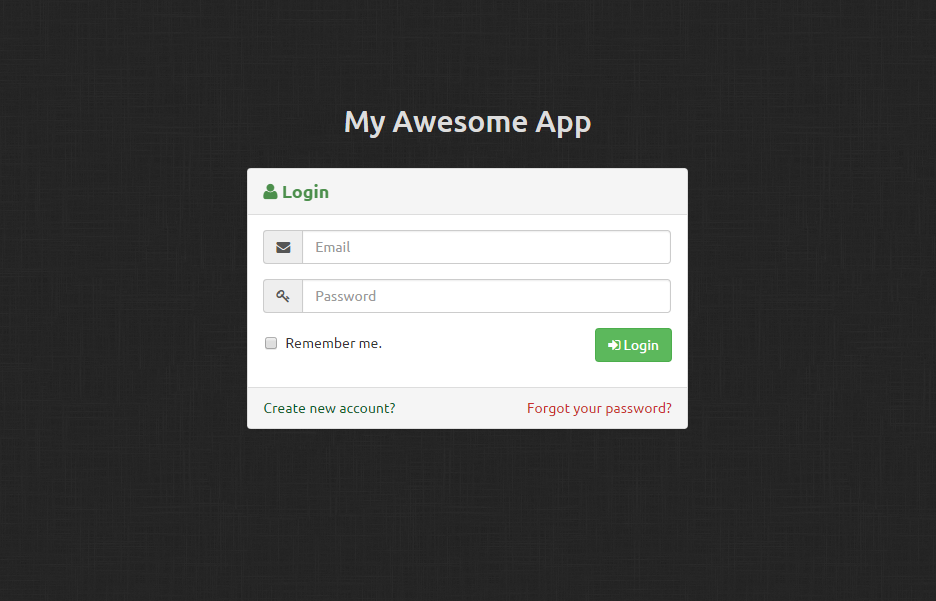 My Awesome App
Login
Email
Password
Remember me.
Login
Create new account?
Forgot your password?